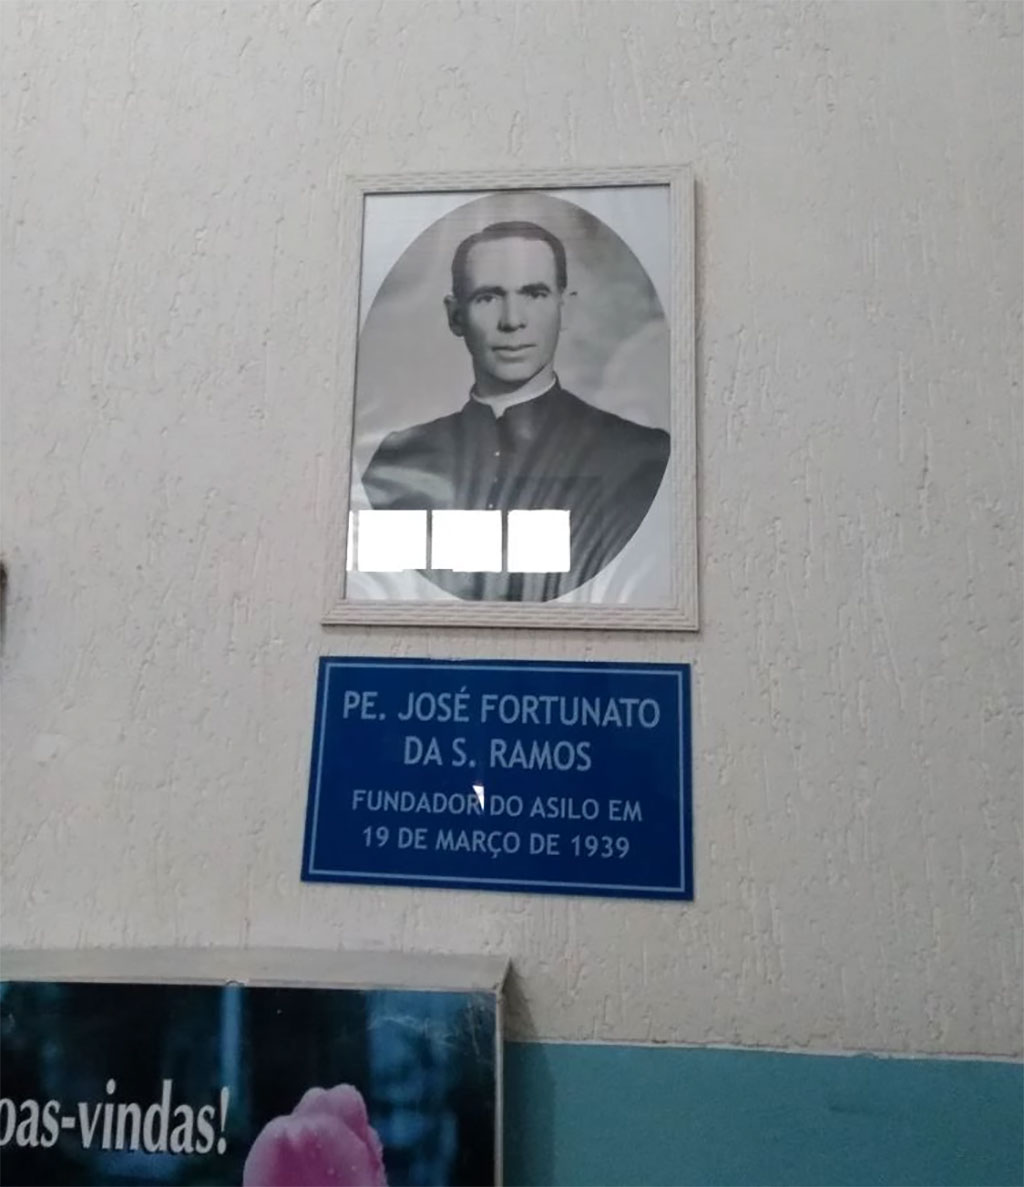 PE. JOSÉ FORTUNATO
DA S. RAMOS
FUNDADOR DO ASILO EM
19 DE MARÇO DE 1939
oas-vindas!